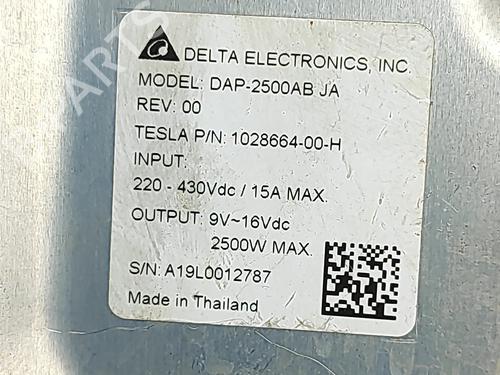 DELTA ELECTRONICS, INC.
MODEL: DAP-2500AB JA
REV: 00
TESLA P/N: 1028664-00-H
INPUT:
220 - 430Vdc / 15A MAX.
OUTPUT: 9V~16Vdc
2500W MAX.
S/N: A19L0012787
Made in Thailand